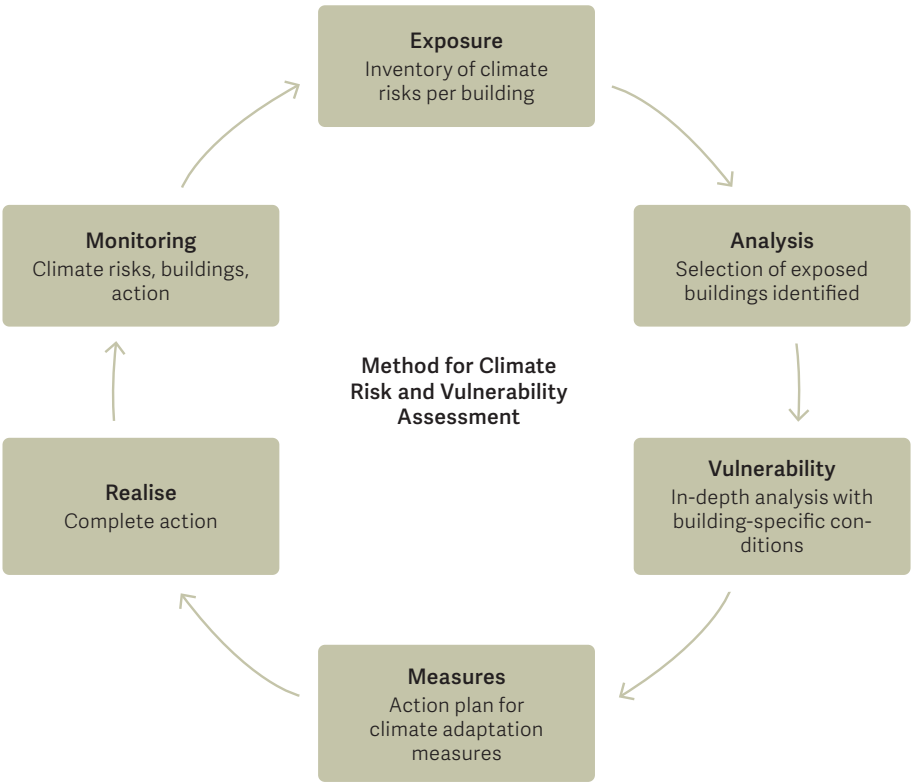 Exposure
Inventory of climate
risks per building
Analysis
Selection of exposed
buildings identified
Vulnerability
In-depth analysis with
building-specific con-
ditions
Measures
Action plan for
climate adaptation
measures
Realise
Complete action
Monitoring
Climate risks, buildings,
action
Method for Climate
Risk and Vulnerability
Assessment